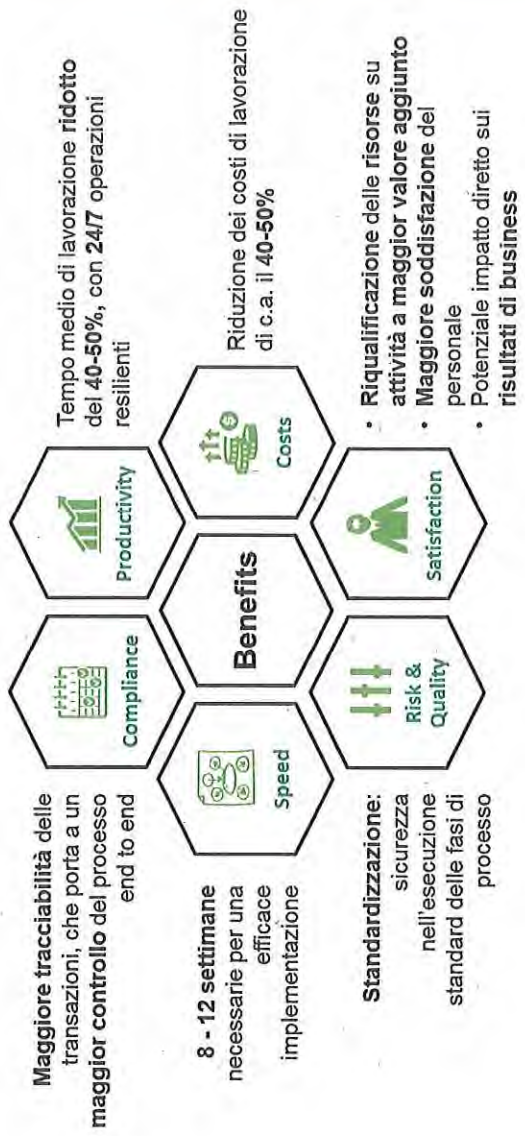 Maggiore tracciabilità delle
transazioni, che porta a un
maggior controllo del processo
end to end
Compliance
Productivity
Tempo medio di lavorazione ridotto
del 40-50%, con 24/7 operazioni
resilienti
8 - 12 settimane
necessarie per una
efficace
implementazione
Speed
Benefits
Costs
Riduzione dei costi di lavorazione
di c.a. il 40-50%
Standardizzazione:
sicurezza
nell'esecuzione
standard delle fasi di
processo
Risk &
Quality
Satisfaction
• Riqualificazione delle risorse su
attività a maggior valore aggiunto
• Maggiore soddisfazione del
personale
• Potenziale impatto diretto sui
risultati di business